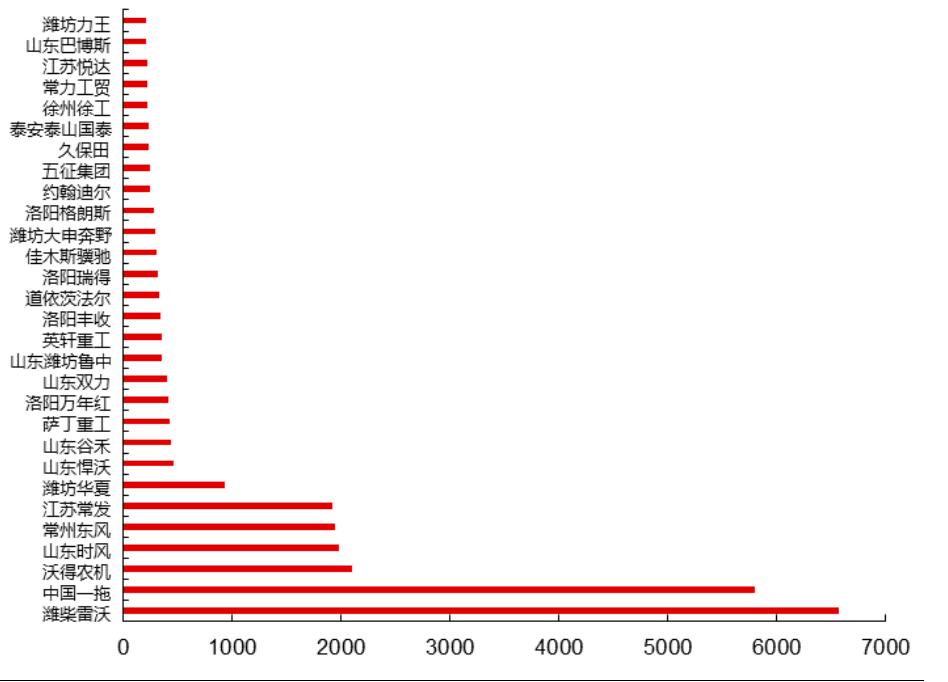 潍坊力王
山东巴博斯
江苏悦达
常力工贸
徐州徐工
泰安泰山国泰
久保田
五征集团
约翰迪尔
洛阳格朗斯
潍坊大申奔野
佳木斯骥驰
洛阳瑞得
道依茨法尔
洛阳丰收
英轩重工
山东潍坊鲁中
山东双力
洛阳万年红
萨丁重工
山东谷禾
山东悍沃
潍坊华夏
江苏常发
常州东风
山东时风
沃得农机
中国一拖
潍柴雷沃
0 1000 2000 3000 4000 5000 6000 7000